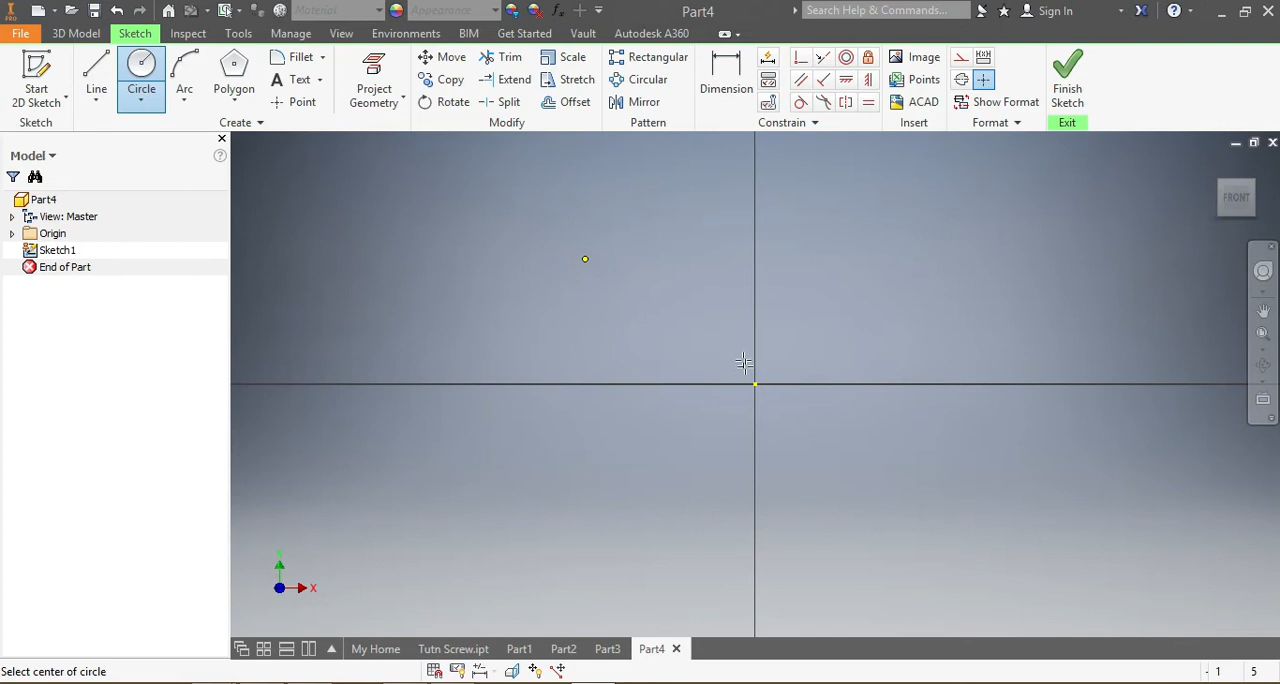 PRO
Material
Appearance
Part4
Search Help & Commands...
Sign In
File
3D Model
Sketch
Inspect
Tools
Manage
View
Environments
BIM
Get Started
Vault
Autodesk A360
Start
2D Sketch
Line
Circle
Arc
Polygon
Fillet
Text
Point
Project
Geometry
Move
Copy
Rotate
Trim
Extend
Split
Scale
Stretch
Offset
Rectangular
Circular
Mirror
Dimension
Image
Points
ACAD
Show Format
Finish
Sketch
Sketch
Create
Modify
Pattern
Constrain
Insert
Format
Exit
Model
Part4
View: Master
Origin
Sketch1
End of Part
FRONT
X
My Home
Tutn Screw.ipt
Part1
Part2
Part3
Part4
Select center of circle
1
5